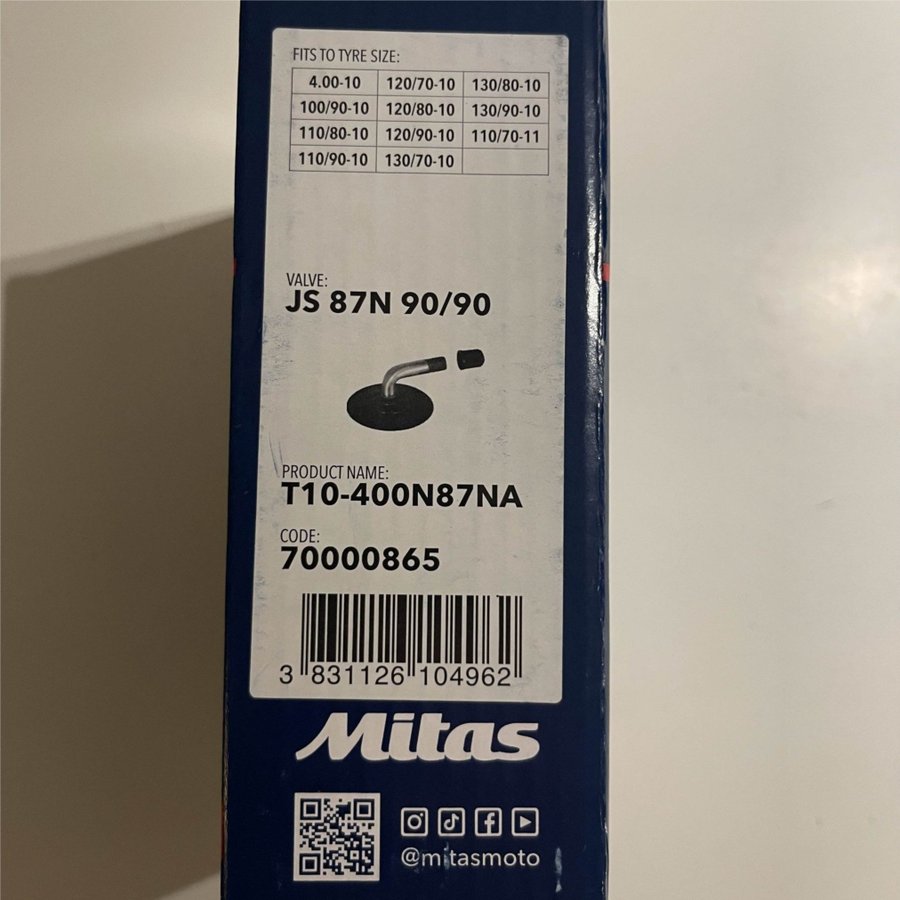 FITS TO TYRE SIZE:
4.00-10 120/70-10 130/80-10
100/90-10 120/80-10 130/90-10
110/80-10 120/90-10 110/70-11
110/90-10 130/70-10
VALVE:
JS 87N 90/90
PRODUCT NAME:
T10-400N87NA
CODE:
70000865
3 831126 104962
Mitas
@mitasmoto